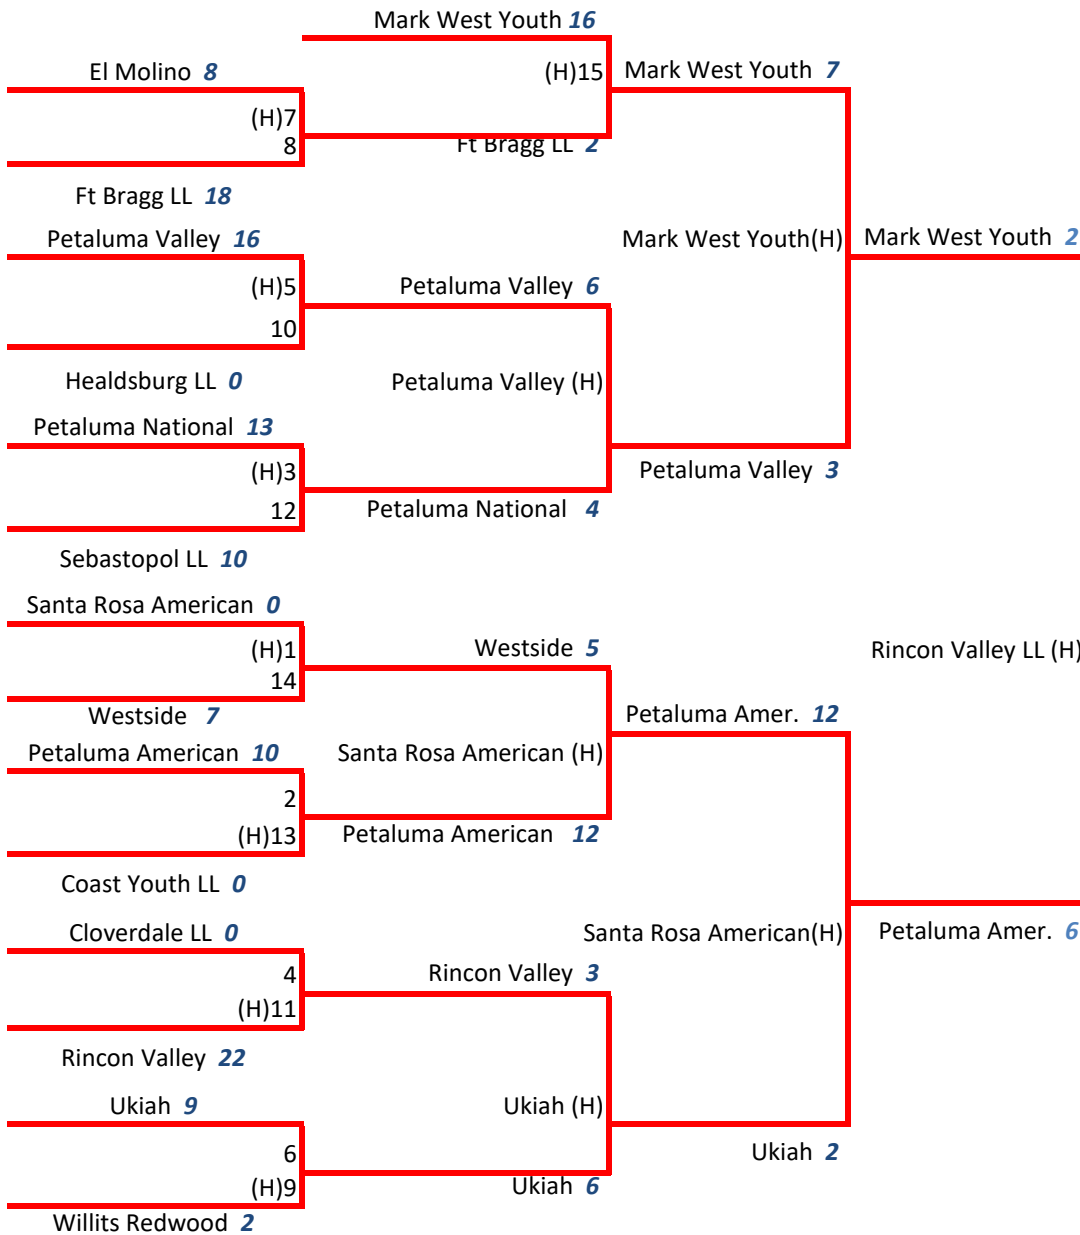 Mark West Youth 16
El Molino 8
(H)15
Mark West Youth 7
(H)7
8
Ft Bragg LL 2
Ft Bragg LL 18
Petaluma Valley 16
Mark West Youth(H)
Mark West Youth 2
(H)5
Petaluma Valley 6
10
Healdsburg LL 0
Petaluma Valley (H)
Petaluma National 13
(H)3
Petaluma Valley 3
12
Petaluma National 4
Sebastopol LL 10
Santa Rosa American 0
(H)1
Westside 5
Rincon Valley LL (H)
14
Westside 7
Petaluma Amer. 12
Petaluma American 10
Santa Rosa American (H)
2
(H)13
Petaluma American 12
Coast Youth LL 0
Cloverdale LL 0
Santa Rosa American(H)
Petaluma Amer. 6
4
Rincon Valley 3
(H)11
Rincon Valley 22
Ukiah 9
Ukiah (H)
6
Ukiah 2
(H)9
Ukiah 6
Willits Redwood 2